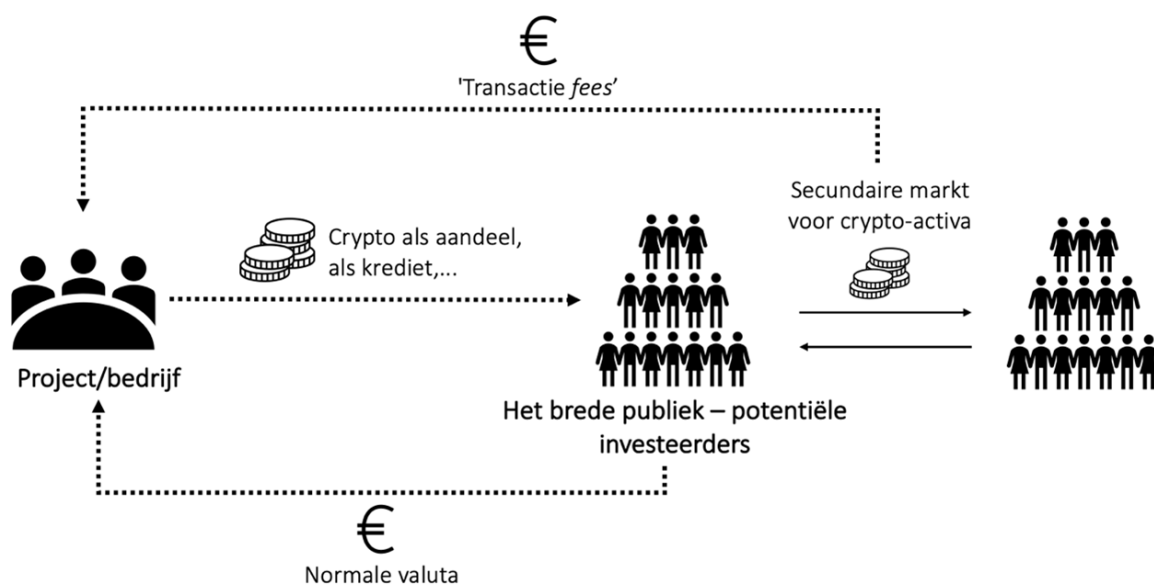 €
'Transactie fees'
Secundaire markt
voor crypto-activa
Crypto als aandeel,
als krediet,...
Project/bedrijf
Het brede publiek – potentiële
investeerders
€
Normale valuta